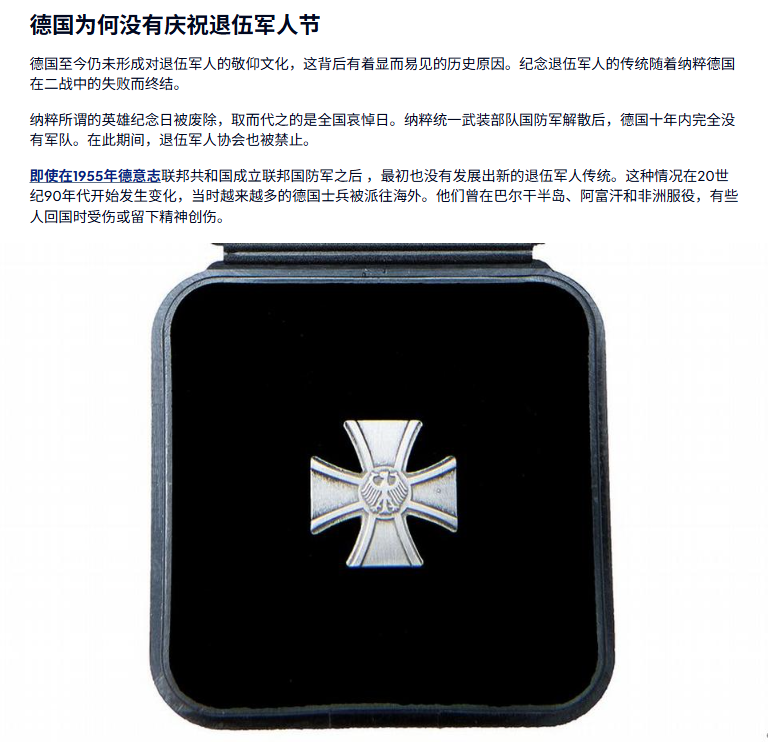 德国为何没有庆祝退伍军人节
德国至今仍未形成对退伍军人的敬仰文化，这背后有着显而易见的历史原因。纪念退伍军人的传统随着纳粹德国
在二战中的失败而终结。
纳粹所谓的英雄纪念日被废除，取而代之的是全国哀悼日。纳粹统一武装部队国防军解散后，德国十年内完全没
有军队。在此期间，退伍军人协会也被禁止。
即使在1955年德意志联邦共和国成立联邦国防军之后 ，最初也没有发展出新的退伍军人传统。这种情况在20世
纪90年代开始发生变化，当时越来越多的德国士兵被派往海外。他们曾在巴尔干半岛、阿富汗和非洲服役，有些
人回国时受伤或留下精神创伤。